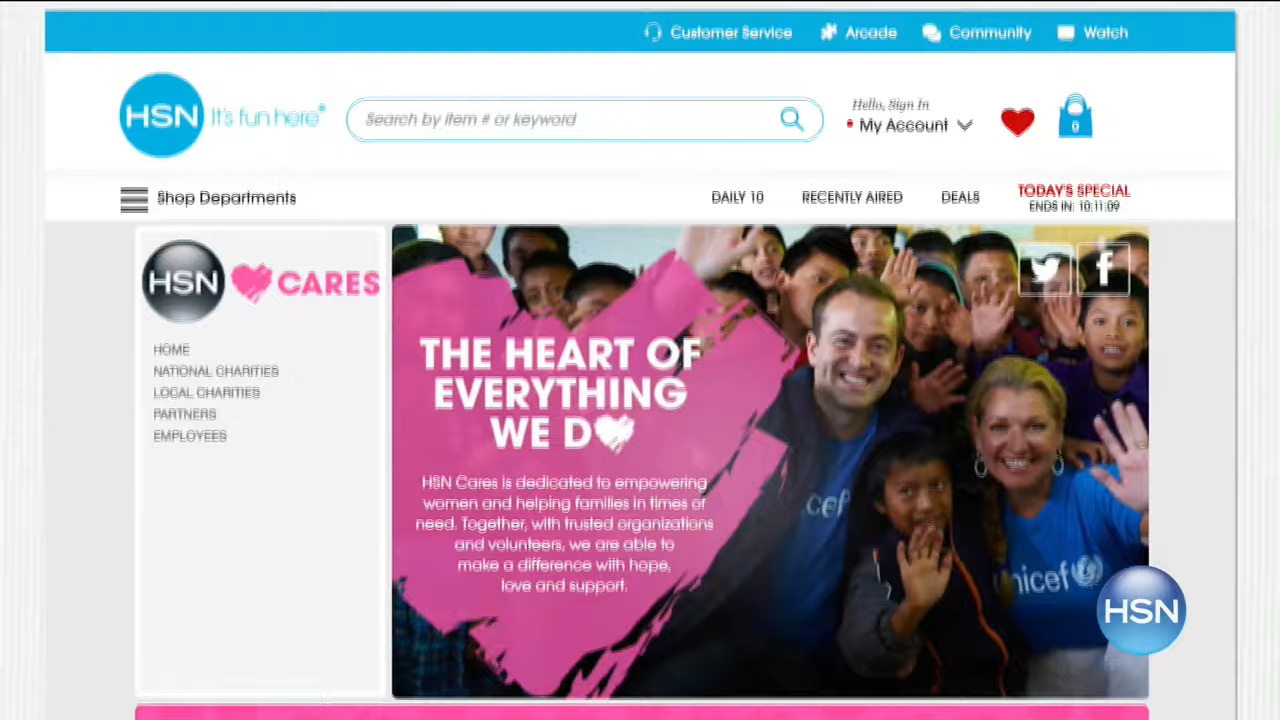 Customer Service
Arcade
Community
Watch
HSN It's fun here®
Search by item # or keyword
Hello, Sign In
My Account
0
Shop Departments
DAILY 10
RECENTLY AIRED
DEALS
TODAY'S SPECIAL
ENDS IN: 10:11:09
HSN CARES
HOME
NATIONAL CHARITIES
LOCAL CHARITIES
PARTNERS
EMPLOYEES
THE HEART OF
EVERYTHING
WE D
HSN Cares is dedicated to empowering
women and helping families in times of
need. Together, with trusted organizations
and volunteers, we are able to
make a difference with hope,
love and support.
f
unicef
HSN